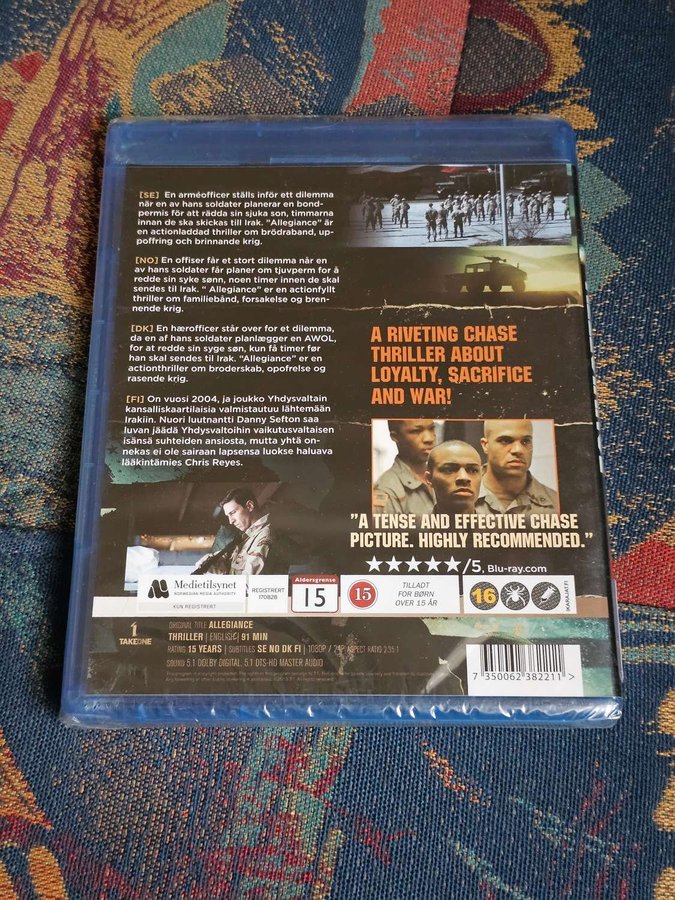 [SE] En arméofficer ställs inför ett dilemma
när en av hans soldater planerar en bond-
permis för att rädda sin sjuka son, timmarna
innan de ska skickas till Irak. "Allegiance" är
en actionladdad thriller om brödraband, up-
poffring och brinnande krig.
[NO] En offiser får et stort dilemma når en
av hans soldater får planer om tjuvperm for å
redde sin syke sønn, noen timer innen de skal
sendes til Irak. " Allegiance" er en actionfyllt
thriller om familiebånd, forsakelse og bren-
nende krig.
[DK] En hærofficer står over for et dilemma,
da en af hans soldater planlægger en AWOL,
for at redde sin syge søn, kun få timer før
han skal sendes til Irak. "Allegiance" er en
actionthriller om broderskab, opofrelse og
rasende krig.
[FI] On vuosi 2004, ja joukko Yhdysvaltain
kansalliskaartilaisia valmistautuu lähtemään
Irakiin. Nuori luutnantti Danny Sefton saa
luvan jäädä Yhdysvaltoihin vaikutusvaltaisen
isänsä suhteiden ansiosta, mutta yhtä on-
nekas ei ole sairaan lapsensa luokse haluava
lääkintämies Chris Reyes.
A RIVETING CHASE
THRILLER ABOUT
LOYALTY, SACRIFICE
AND WAR!
"A TENSE AND EFFECTIVE CHASE
PICTURE. HIGHLY RECOMMENDED."
★★★★★/5, Blu-ray.com
Medietilsynet
NORWEGIAN MEDIA AUTHORITY
KUN REGISTRERT
REGISTRERT
170828
Aldersgrense
15
15
TILLADT
FOR BØRN
OVER 15 ÅR
16
IKARAJAT.FI
1
TAKEONE
ORIGINAL TITLE ALLEGIANCE
THRILLER | ENGLISH | 91 MIN
RATING 15 YEARS | SUBTITLES SE NO DK FI | 1080P / 24P ASPECT RATIO 2.35:1
SOUND 5.1 DOLBY DIGITAL, 5.1 DTS-HD MASTER AUDIO
7 350062 382211 >